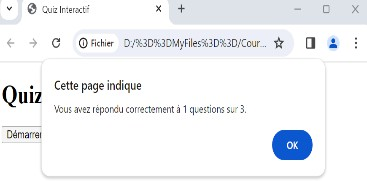 Quiz Interactif
Fichier D:/%3D%3DMyFiles%3D%3D/Cour...
Cette page indique
Quiz
Vous avez répondu correctement à 1 questions sur 3.
Démarrer
OK